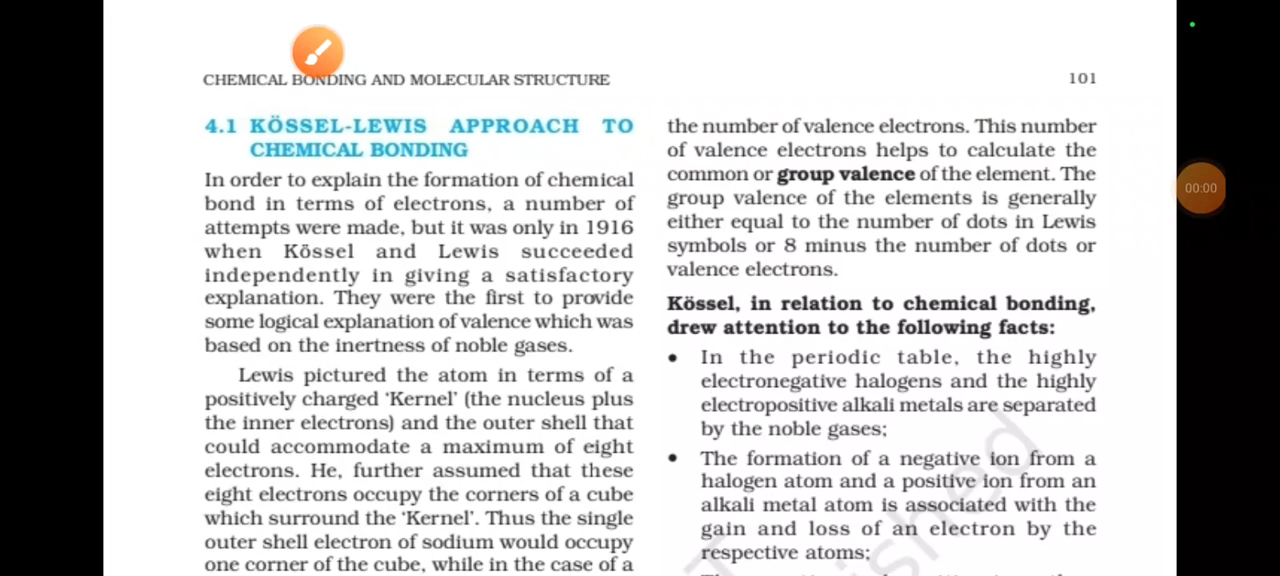 CHEMICAL BONDING AND MOLECULAR STRUCTURE
101
4.1 KÖSSEL-LEWIS APPROACH TO
CHEMICAL BONDING
In order to explain the formation of chemical
bond in terms of electrons, a number of
attempts were made, but it was only in 1916
when Kössel and Lewis succeeded
independently in giving a satisfactory
explanation. They were the first to provide
some logical explanation of valence which was
based on the inertness of noble gases.
Lewis pictured the atom in terms of a
positively charged ‘Kernel’ (the nucleus plus
the inner electrons) and the outer shell that
could accommodate a maximum of eight
electrons. He, further assumed that these
eight electrons occupy the corners of a cube
which surround the ‘Kernel’. Thus the single
outer shell electron of sodium would occupy
one corner of the cube, while in the case of a
the number of valence electrons. This number
of valence electrons helps to calculate the
common or group valence of the element. The
group valence of the elements is generally
either equal to the number of dots in Lewis
symbols or 8 minus the number of dots or
valence electrons.
Kössel, in relation to chemical bonding,
drew attention to the following facts:
• In the periodic table, the highly
electronegative halogens and the highly
electropositive alkali metals are separated
by the noble gases;
• The formation of a negative ion from a
halogen atom and a positive ion from an
alkali metal atom is associated with the
gain and loss of an electron by the
respective atoms;
00:00